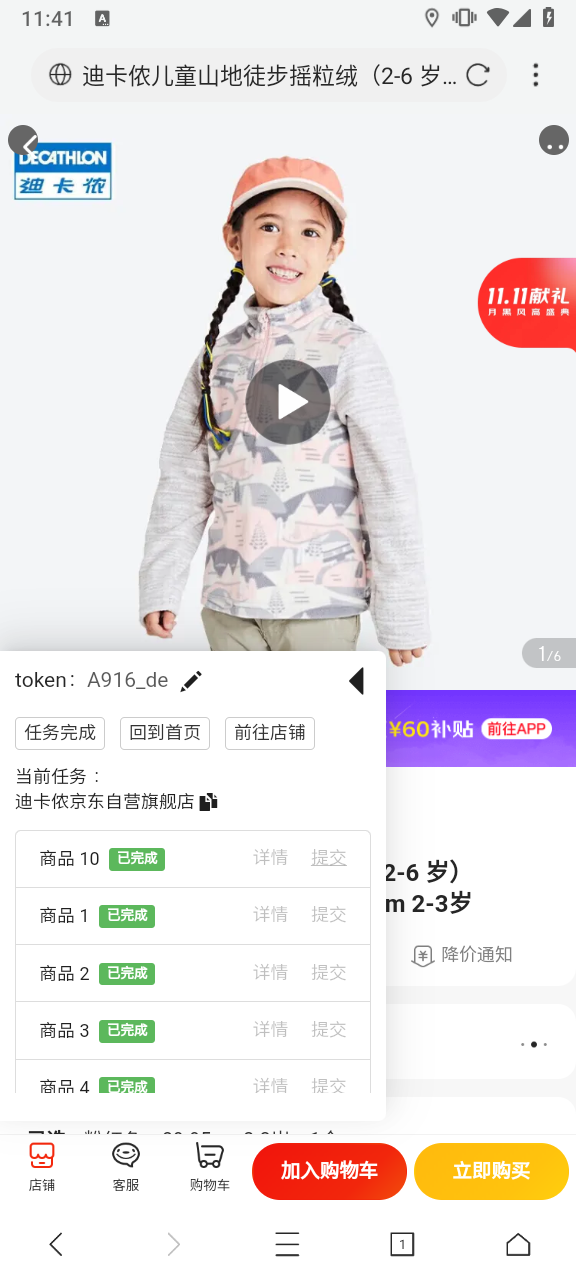 11:41
迪卡侬儿童山地徒步摇粒绒（2-6 岁...
DECATHLON
迪卡侬
11.11献礼
月黑风高盛典
1/6
token： A916_de
任务完成 回到首页 前往店铺
¥60补贴 前往APP
当前任务：
迪卡侬京东自营旗舰店
商品 10 已完成 详情 提交
2-6 岁）
m 2-3岁
商品 1 已完成 详情 提交
降价通知
商品 2 已完成 详情 提交
商品 3 已完成 详情 提交
商品 4 已完成 详情 提交
店铺 客服 购物车 加入购物车 立即购买
1